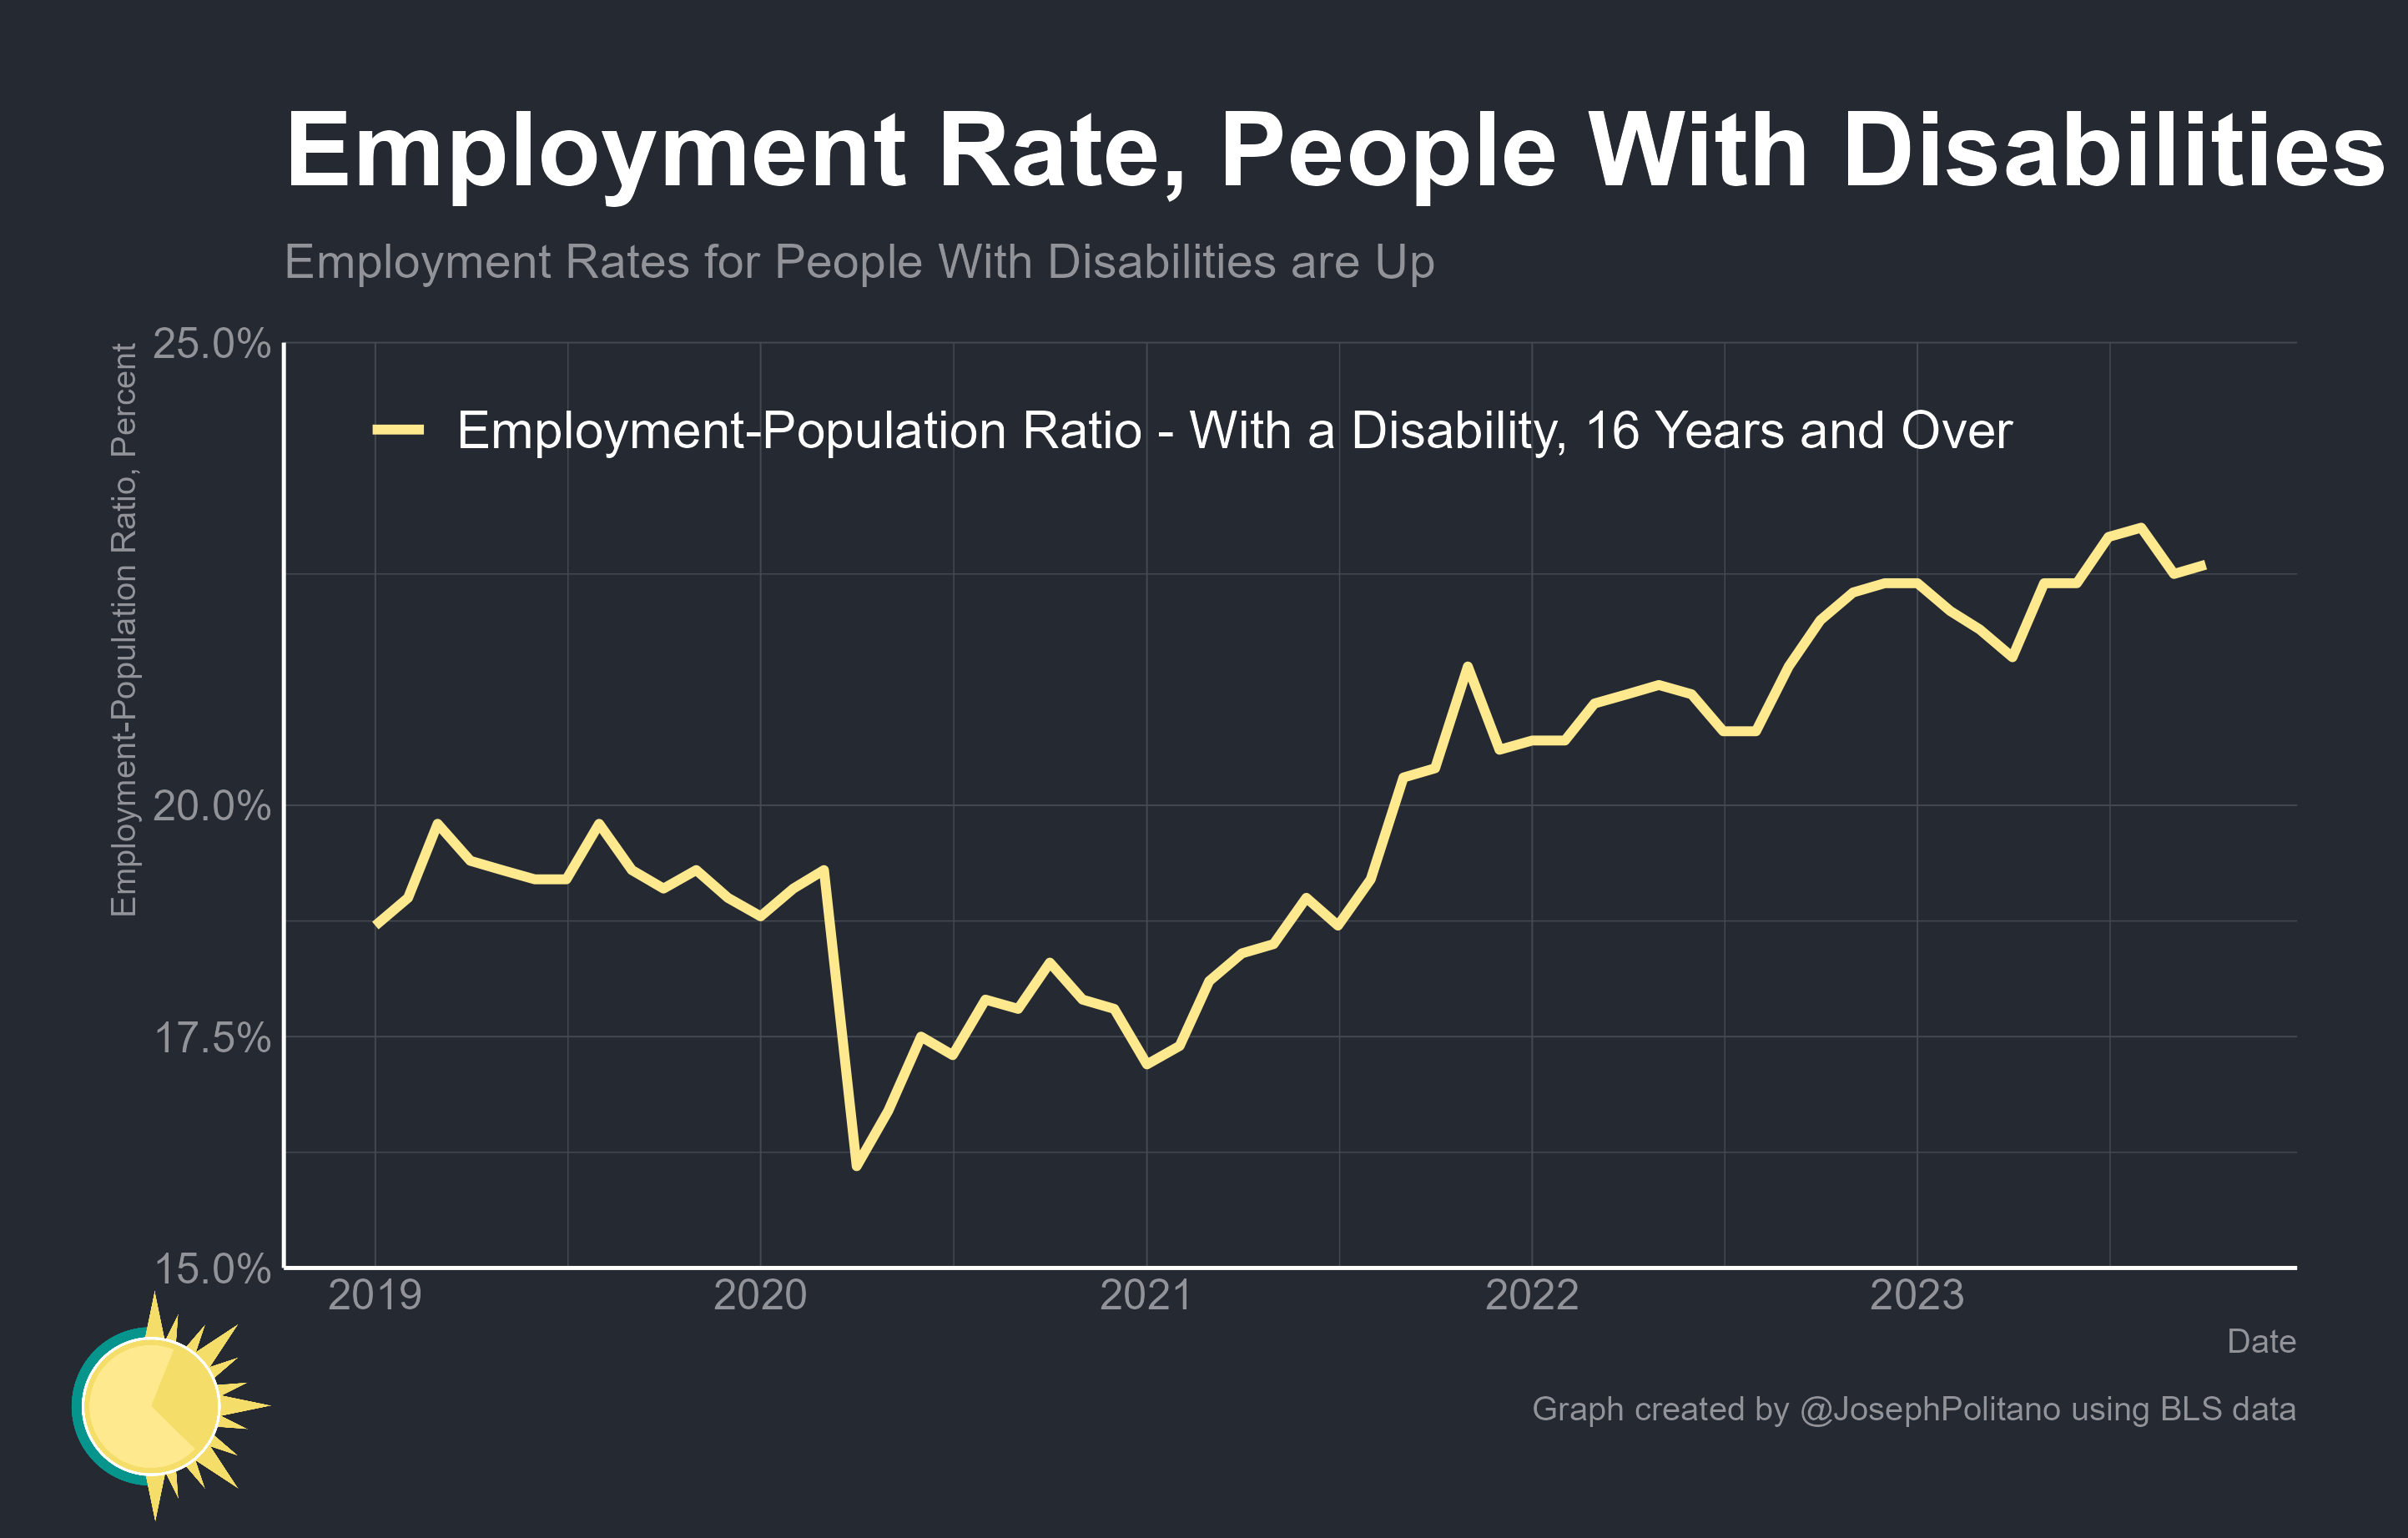 Employment Rate, People With Disabilities
Employment Rates for People With Disabilities are Up
Employment-Population Ratio, Percent
25.0%
Employment-Population Ratio - With a Disability, 16 Years and Over
20.0%
17.5%
15.0%
2019 2020 2021 2022 2023
Date
Graph created by @JosephPolitano using BLS data